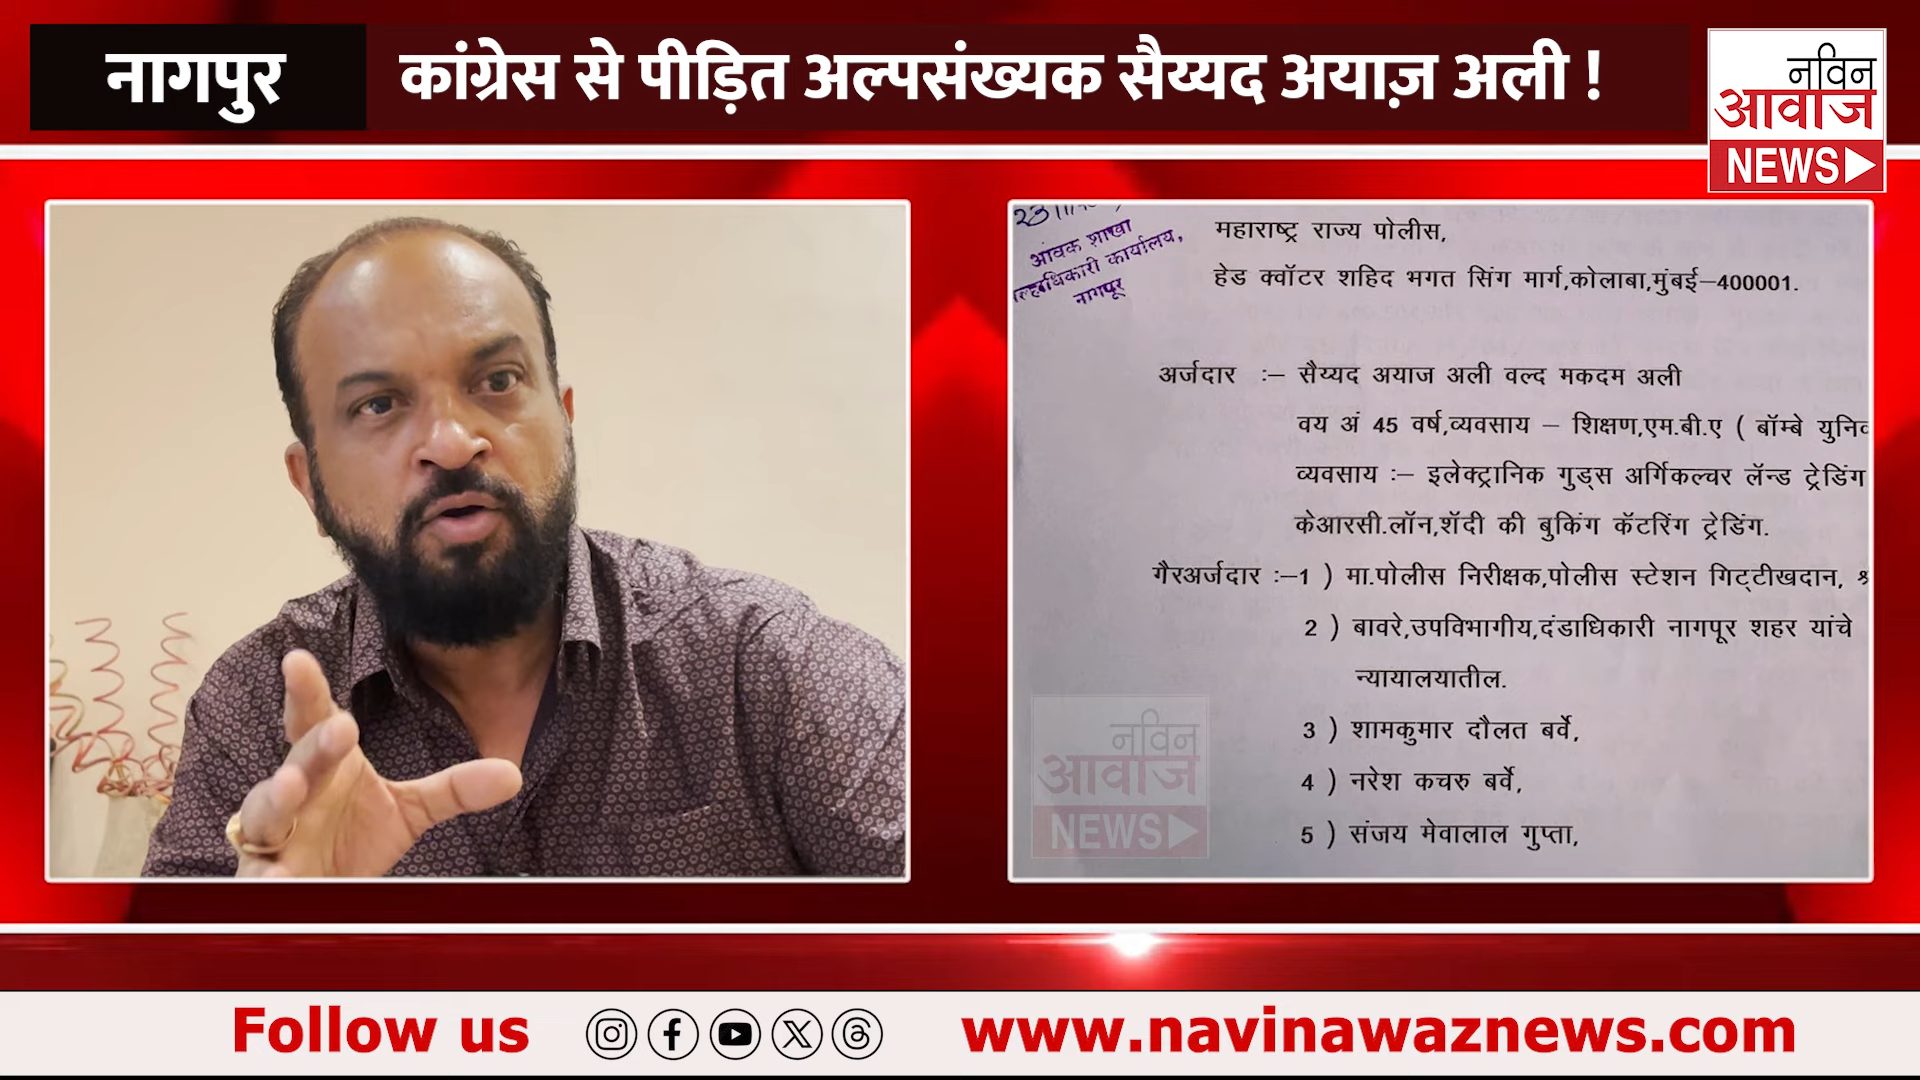 नागपुर
कांग्रेस से पीड़ित अल्पसंख्यक सैय्यद अयाज़ अली !
नविन
आवाज
NEWS
आवक शाखा
नागपूर
महाराष्ट्र राज्य पोलीस,
हेड क्वॉटर शहिद भगत सिंग मार्ग,कोलाबा,मुंबई–400001.
अर्जदार :– सैय्यद अयाज अली वल्द मकदम अली
वय अं 45 वर्ष,व्यवसाय – शिक्षण,एम.बी.ए ( बॉम्बे
व्यवसाय :– इलेक्ट्रानिक गुड्स अर्गिकल्चर लॅन्ड ट्रेडिंग
केआरसी.लॉन,शॅदी की बुकिंग कॅटरिंग ट्रेडिंग.
गैरअर्जदार :–1 ) मा.पोलीस निरीक्षक,पोलीस स्टेशन गिट्टीखदान,
2 ) बावरे,उपविभागीय,दंडाधिकारी नागपूर शहर यांचे
न्यायालयातील.
3 ) शामकुमार दौलत बर्वे,
4 ) नरेश कचरु बर्वे,
5 ) संजय मेवालाल गुप्ता,
नविन
आवाज
NEWS
Follow us
www.navinawaznews.com